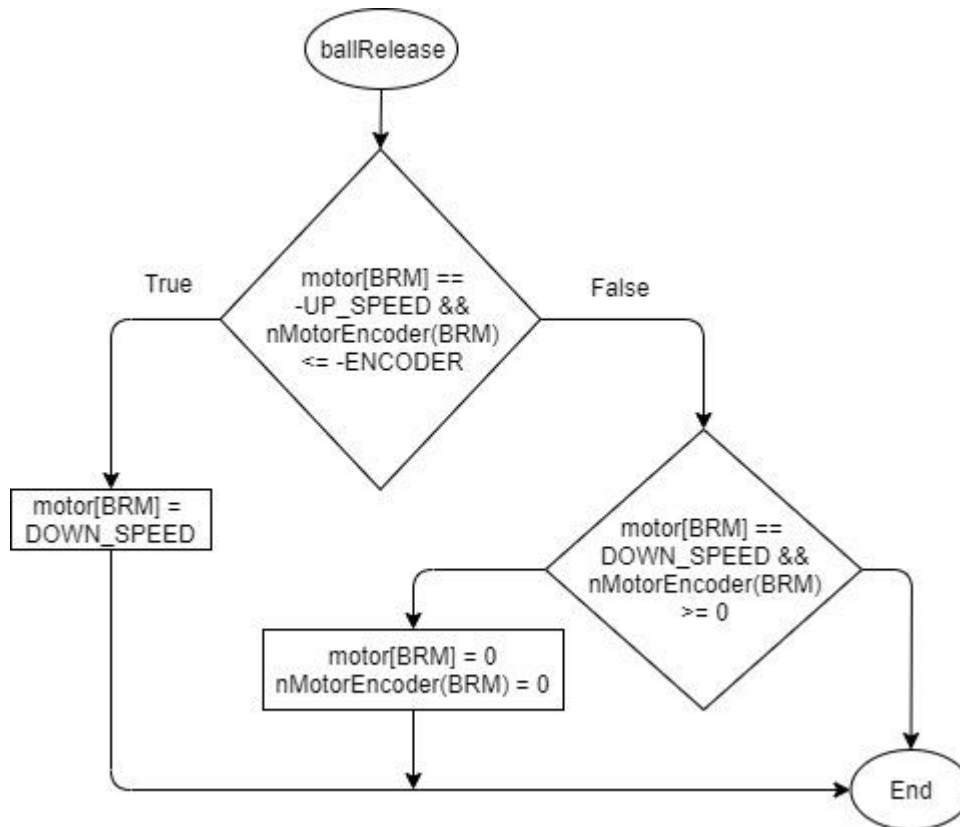 ballRelease
True
motor[BRM] ==
-UP_SPEED &&
nMotorEncoder(BRM)
<= -ENCODER
False
motor[BRM] =
DOWN_SPEED
motor[BRM] ==
DOWN_SPEED &&
nMotorEncoder(BRM)
>= 0
motor[BRM] = 0
nMotorEncoder(BRM) = 0
End